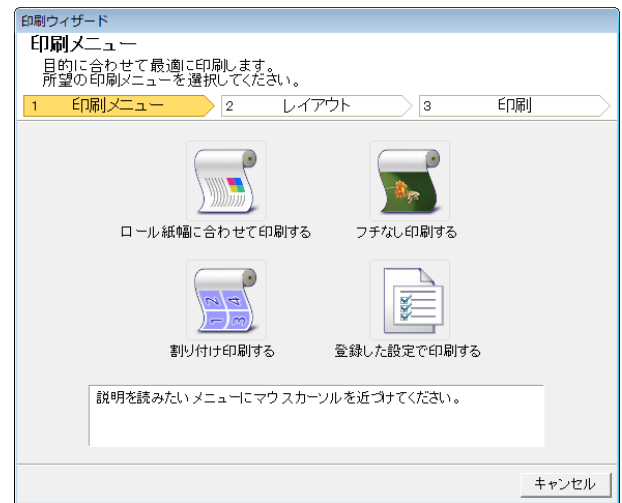 印刷ウィザード
印刷メニュー
目的に合わせて最適に印刷します。
所望の印刷メニューを選択してください。
1 印刷メニュー 2 レイアウト 3 印刷
ロール紙幅に合わせて印刷する フチなし印刷する
1 2 3 4
割り付け印刷する 登録した設定で印刷する
説明を読みたいメニューにマウスカーソルを近づけてください。
キャンセル